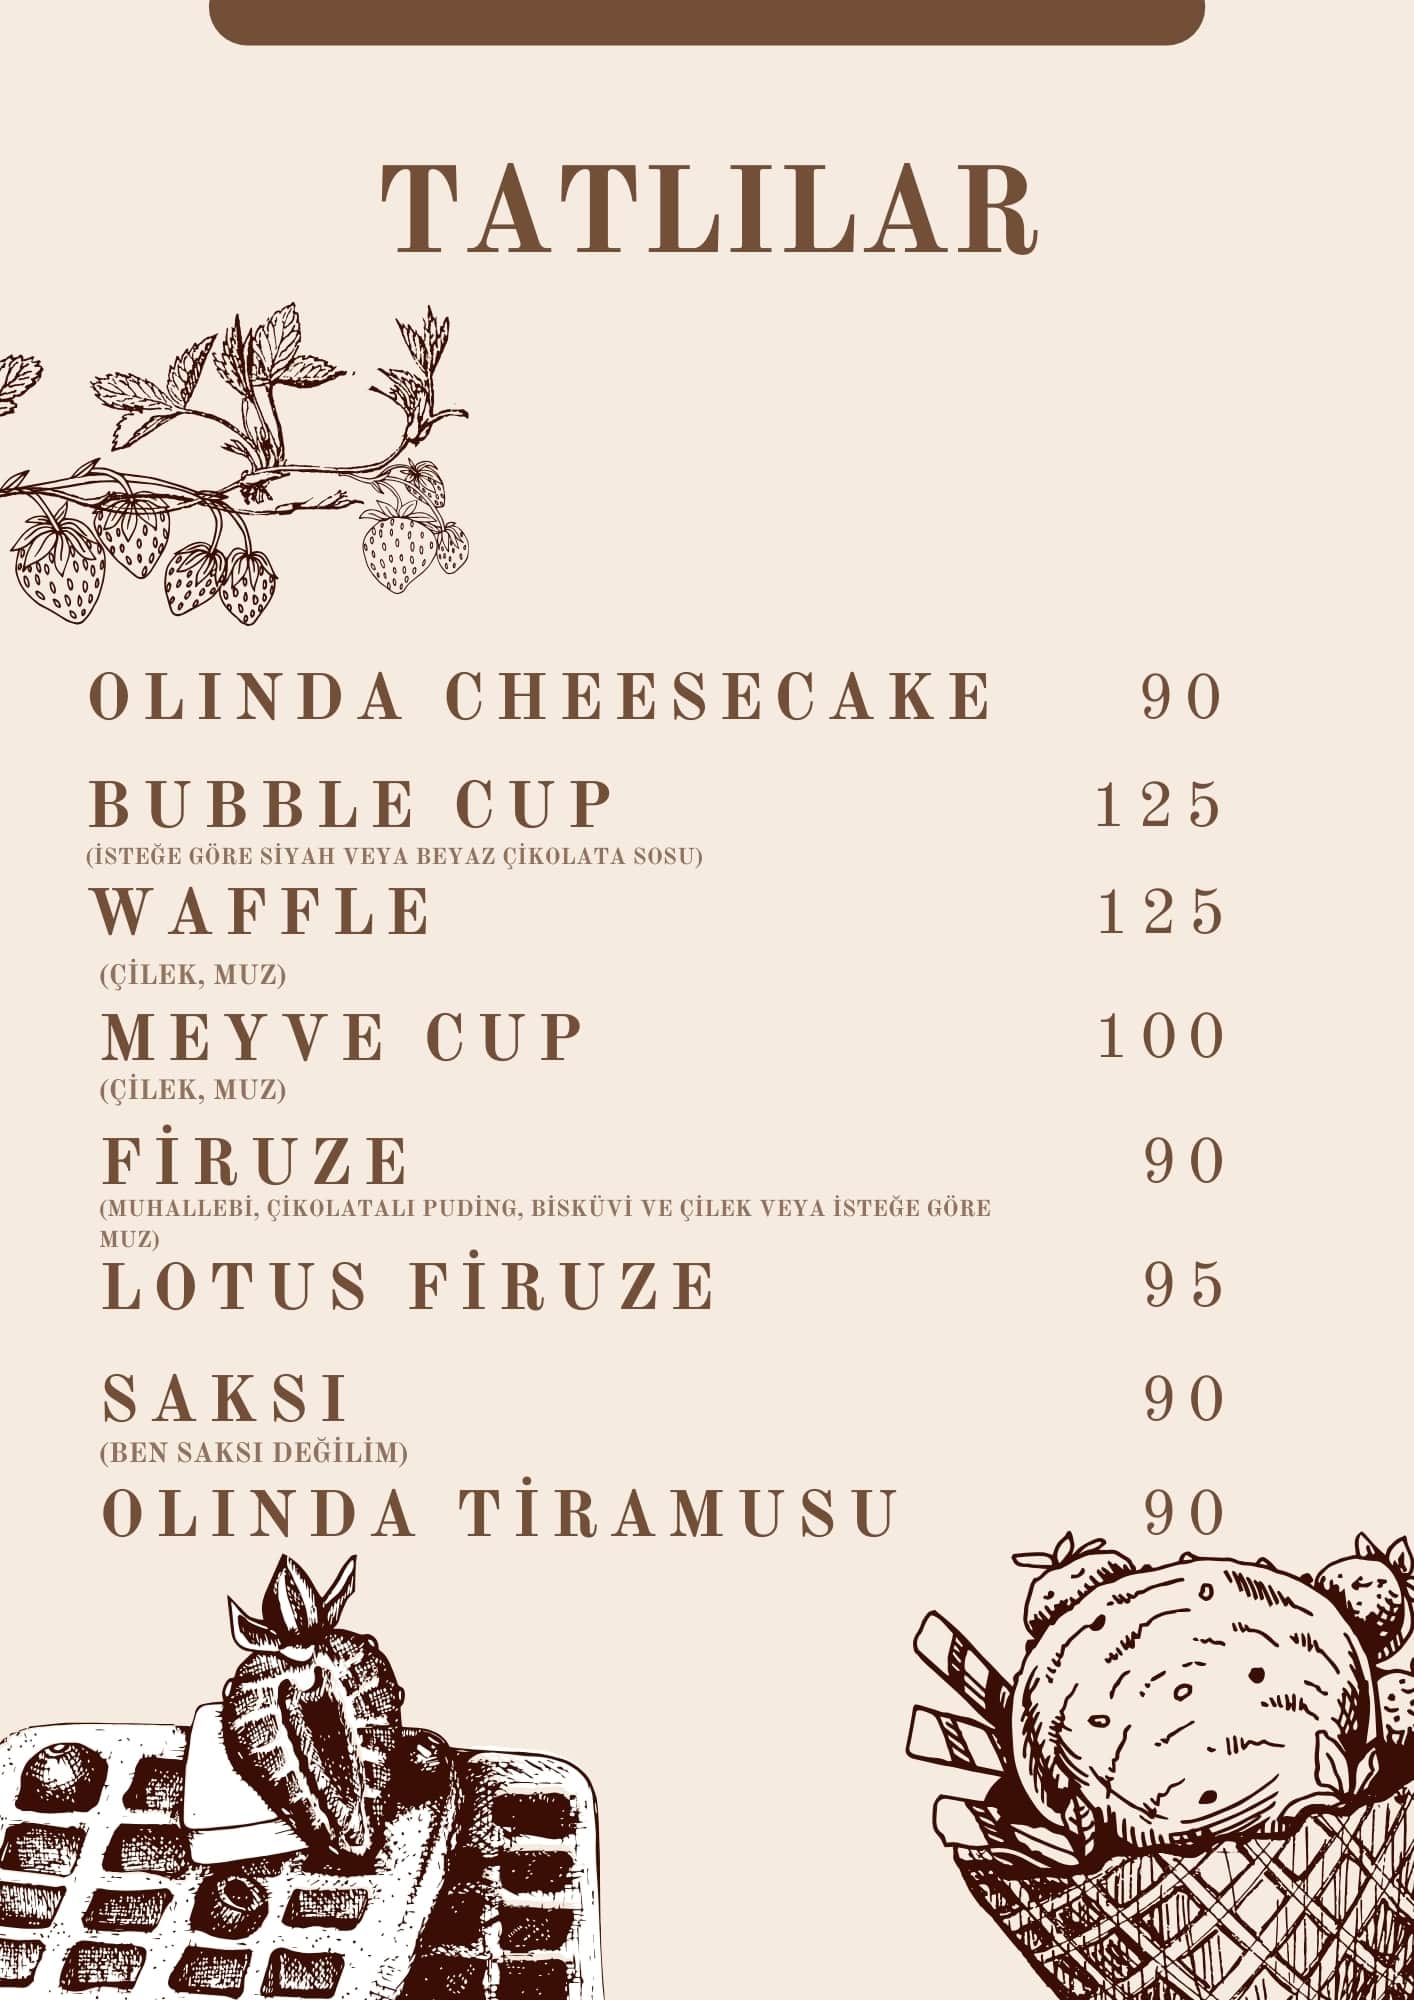 TATLILAR
OLINDA CHEESECAKE 90
BUBBLE CUP 125
(İSTEĞE GÖRE SİYAH VEYA BEYAZ ÇİKOLATA SOSU)
WAFFLE 125
(ÇİLEK, MUZ)
MEYVE CUP 100
(ÇİLEK, MUZ)
FİRUZE 90
(MUHALLEBİ, ÇİKOLATALI PUDİNG, BİSKÜVİ VE ÇİLEK VEYA İSTEĞE GÖRE
MUZ)
LOTUS FİRUZE 95
SAKSI 90
(BEN SAKSI DEĞİLİM)
OLINDA TİRAMUSU 90